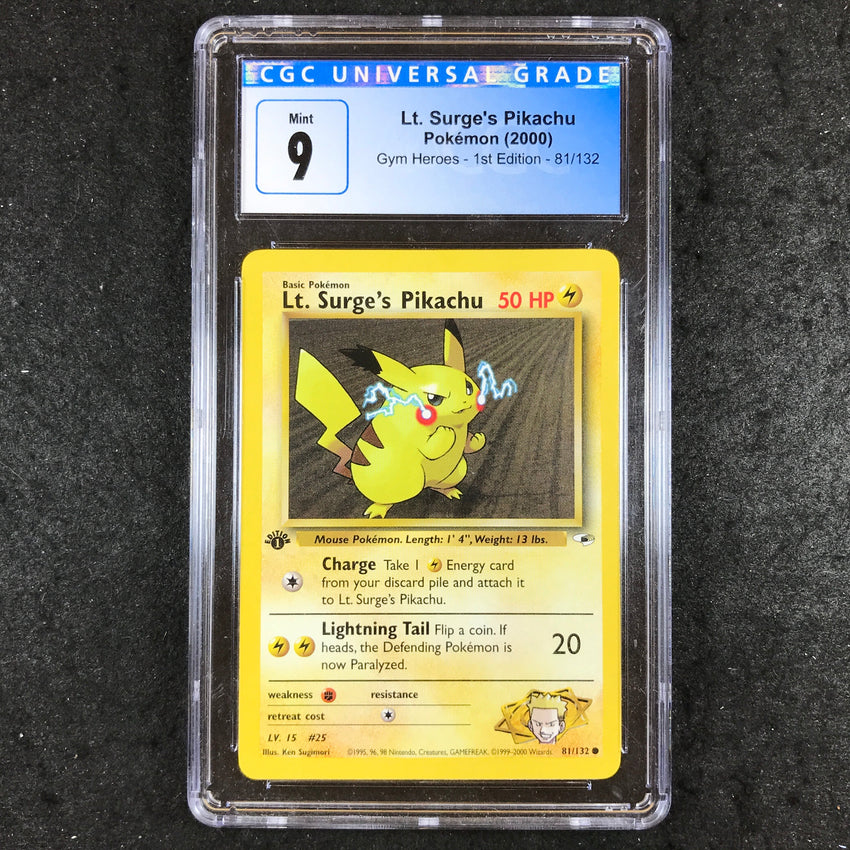 CGC UNIVERSAL GRADE
Mint
9
Lt. Surge's Pikachu
Pokémon (2000)
Gym Heroes - 1st Edition - 81/132
Basic Pokémon
Lt. Surge's Pikachu 50 HP
Mouse Pokémon. Length: 1' 4", Weight: 13 lbs.
EDITION
1
Charge Take 1 Energy card
from your discard pile and attach it
to Lt. Surge's Pikachu.
Lightning Tail Flip a coin. If
heads, the Defending Pokémon is
now Paralyzed.
20
weakness resistance
retreat cost
LV. 15 #25
Illus. Ken Sugimori ©1995, 96, 98 Nintendo, Creatures, GAMEFREAK. ©1999-2000 Wizards. 81/132